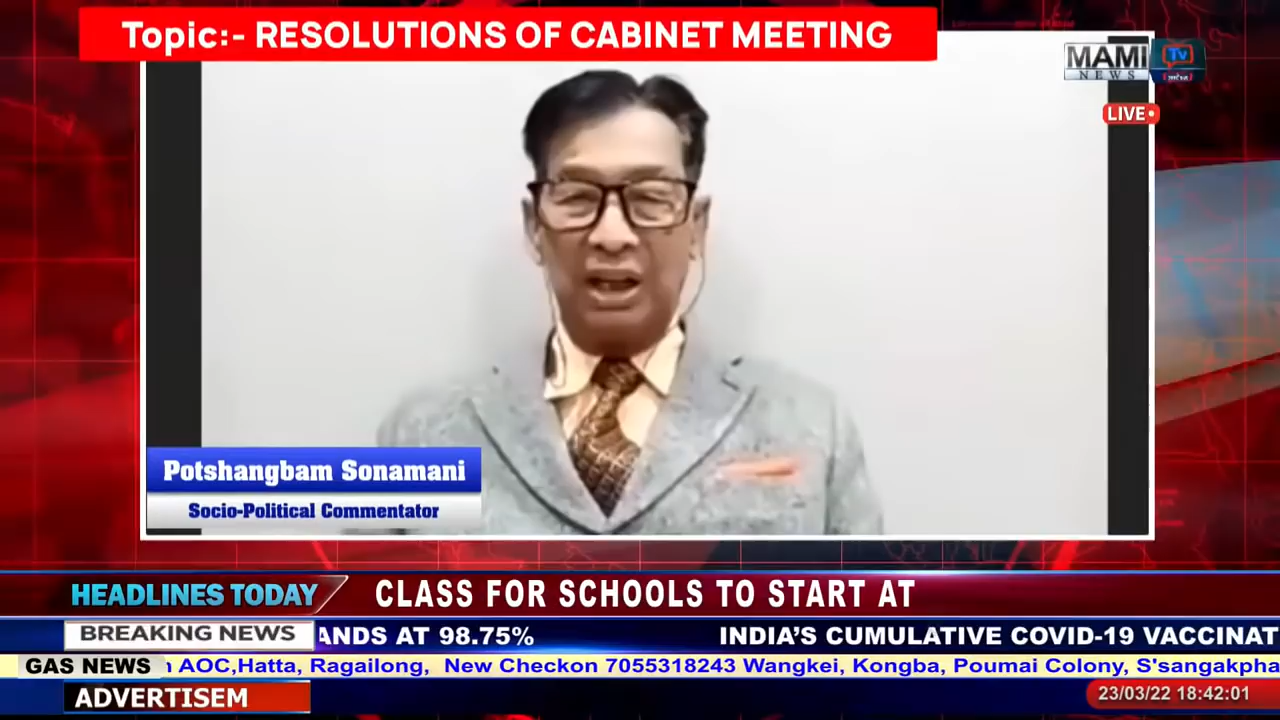 Topic:- RESOLUTIONS OF CABINET MEETING
MAMI
NEWS
Tv
LIVE
Potshangbam Sonamani
Socio-Political Commentator
HEADLINES TODAY
CLASS FOR SCHOOLS TO START AT
BREAKING NEWS
ANDS AT 98.75% INDIA'S CUMULATIVE COVID-19 VACCINAT
GAS NEWS
AOC,Hatta, Ragailong, New Checkon 7055318243 Wangkei, Kongba, Poumai Colony, S'sangakpha
ADVERTISEM
23/03/22 18:42:01